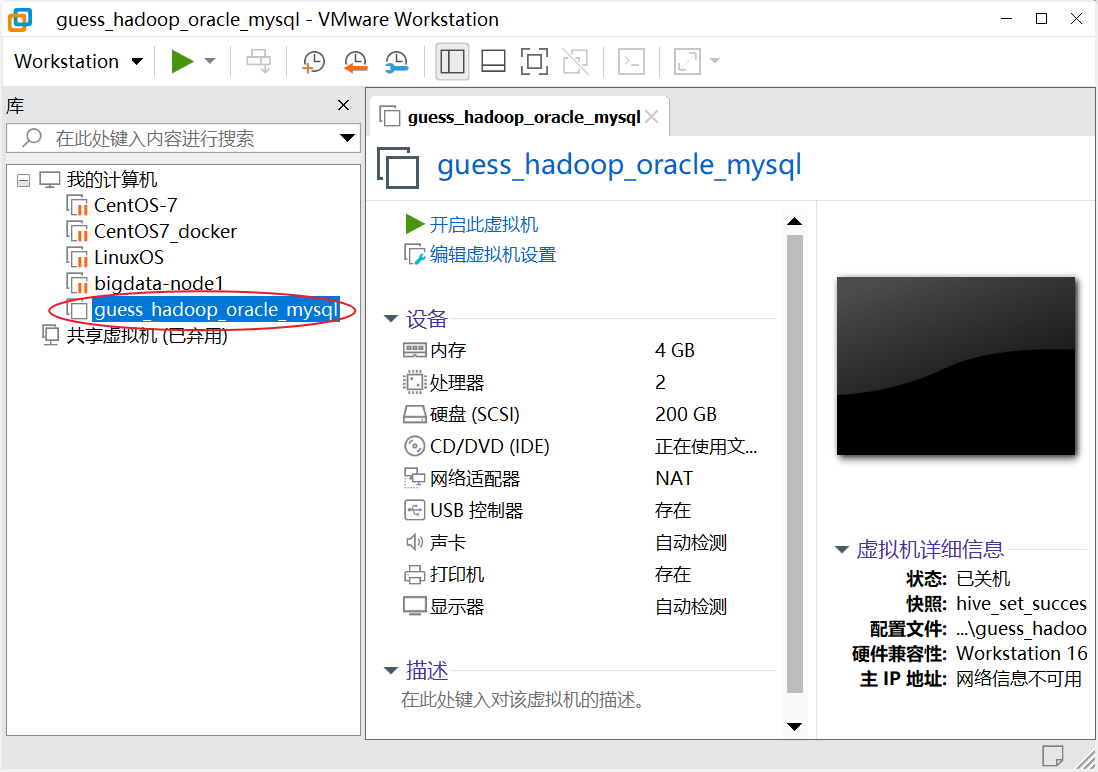 guess_hadoop_oracle_mysql - VMware Workstation
Workstation
库
在此处键入内容进行搜索
我的计算机
CentOS-7
CentOS7_docker
LinuxOS
bigdata-node1
guess_hadoop_oracle_mysql
共享虚拟机 (已弃用)
guess_hadoop_oracle_mysql
guess_hadoop_oracle_mysql
开启此虚拟机
编辑虚拟机设置
设备
内存 4 GB
处理器 2
硬盘 (SCSI) 200 GB
CD/DVD (IDE) 正在使用文...
网络适配器 NAT
USB 控制器 存在
声卡 自动检测
打印机 存在
显示器 自动检测
描述
在此处键入对该虚拟机的描述。
虚拟机详细信息
状态: 已关机
快照: hive_set_succes
配置文件: ...\guess_hadoo
硬件兼容性: Workstation 16
主 IP 地址: 网络信息不可用